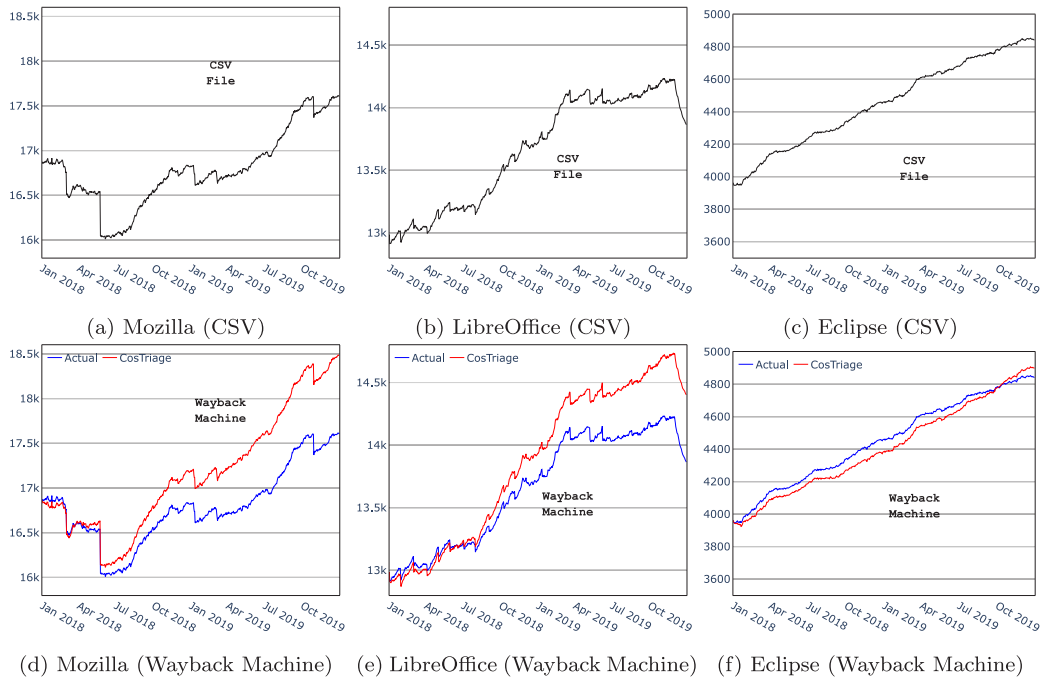 18.5k
18k
17.5k
17k
16.5k
16k
CSV
File
Jan 2018
Apr 2018
Jul 2018
Oct 2018
Jan 2019
Apr 2019
Jul 2019
Oct 2019
(a) Mozilla (CSV)
14.5k
14k
13.5k
13k
CSV
File
Jan 2018
Apr 2018
Jul 2018
Oct 2018
Jan 2019
Apr 2019
Jul 2019
Oct 2019
(b) LibreOffice (CSV)
5000
4800
4600
4400
4200
4000
3800
3600
CSV
File
Jan 2018
Apr 2018
Jul 2018
Oct 2018
Jan 2019
Apr 2019
Jul 2019
Oct 2019
(c) Eclipse (CSV)
Actual CosTriage
18.5k
18k
17.5k
17k
16.5k
16k
Wayback
Machine
Jan 2018
Apr 2018
Jul 2018
Oct 2018
Jan 2019
Apr 2019
Jul 2019
Oct 2019
(d) Mozilla (Wayback Machine)
Actual CosTriage
14.5k
14k
13.5k
13k
Wayback
Machine
Jan 2018
Apr 2018
Jul 2018
Oct 2018
Jan 2019
Apr 2019
Jul 2019
Oct 2019
(e) LibreOffice (Wayback Machine)
Actual CosTriage
5000
4800
4600
4400
4200
4000
3800
3600
Wayback
Machine
Jan 2018
Apr 2018
Jul 2018
Oct 2018
Jan 2019
Apr 2019
Jul 2019
Oct 2019
(f) Eclipse (Wayback Machine)